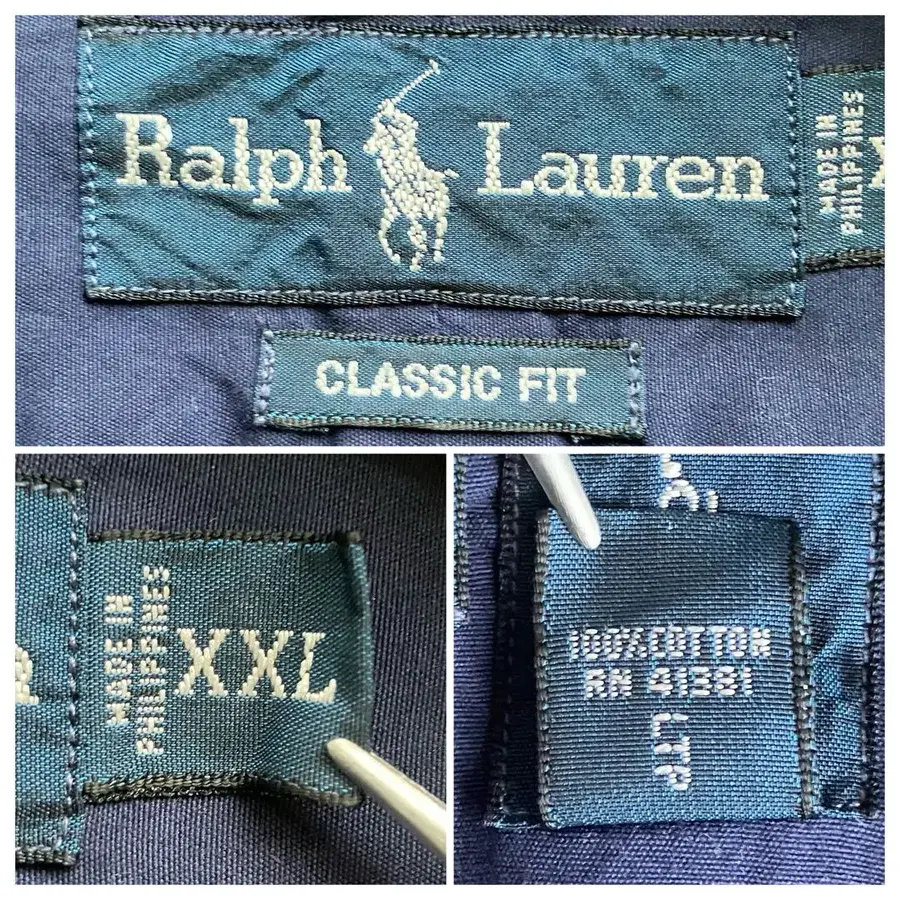 Ralph Lauren
MADE IN
PHILIPPINES
CLASSIC FIT
MADE IN
PHILIPPINES
XXL
100% COTTON
RN 41381
LTP